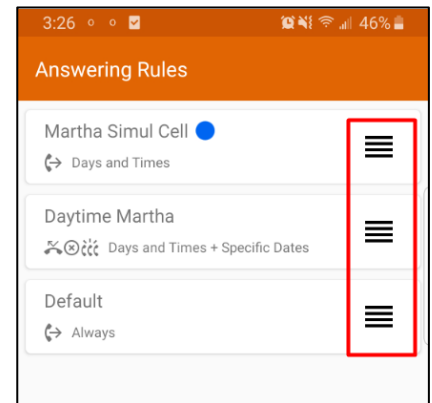 3:26 46%
Answering Rules
Martha Simul Cell
Days and Times
Daytime Martha
Days and Times + Specific Dates
Default
Always